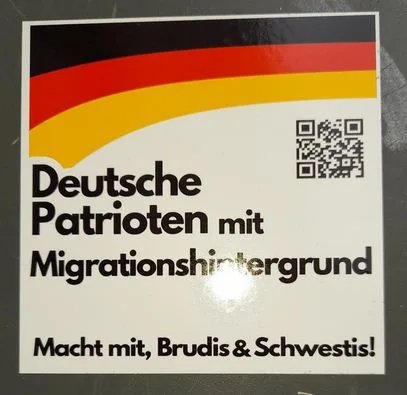 Deutsche
Patrioten mit
Migrationshintergrund
Macht mit, Brudis & Schwestis!